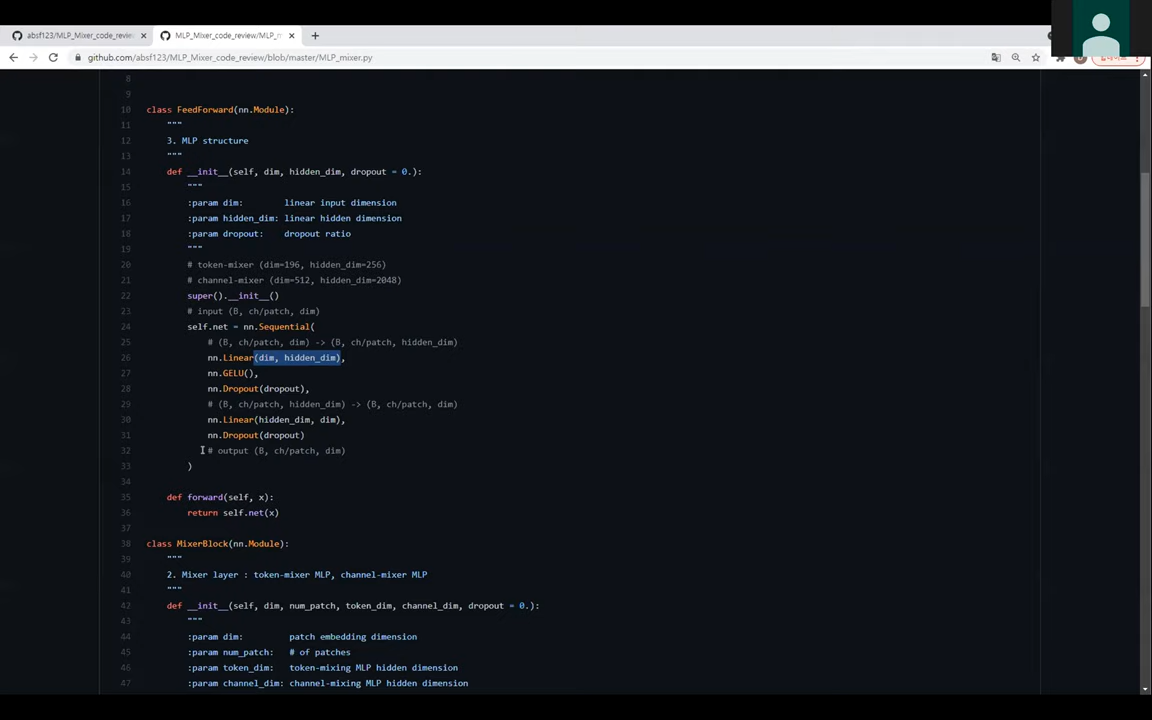 absf123/MLP_Mixer_code_review
MLP_Mixer_code_review/MLP_m
github.com/absf123/MLP_Mixer_code_review/blob/master/MLP_mixer.py
8
9
10 class FeedForward(nn.Module):
11 """
12 3. MLP structure
13 """
14 def __init__(self, dim, hidden_dim, dropout = 0.):
15 """
16 :param dim: linear input dimension
17 :param hidden_dim: linear hidden dimension
18 :param dropout: dropout ratio
19 """
20 # token-mixer (dim=196, hidden_dim=256)
21 # channel-mixer (dim=512, hidden_dim=2048)
22 super().__init__()
23 # input (B, ch/patch, dim)
24 self.net = nn.Sequential(
25 # (B, ch/patch, dim) -> (B, ch/patch, hidden_dim)
26 nn.Linear(dim, hidden_dim),
27 nn.GELU(),
28 nn.Dropout(dropout),
29 # (B, ch/patch, hidden_dim) -> (B, ch/patch, dim)
30 nn.Linear(hidden_dim, dim),
31 nn.Dropout(dropout)
32 # output (B, ch/patch, dim)
33 )
34
35 def forward(self, x):
36 return self.net(x)
37
38 class MixerBlock(nn.Module):
39 """
40 2. Mixer layer : token-mixer MLP, channel-mixer MLP
41 """
42 def __init__(self, dim, num_patch, token_dim, channel_dim, dropout = 0.):
43 """
44 :param dim: patch embedding dimension
45 :param num_patch: # of patches
46 :param token_dim: token-mixing MLP hidden dimension
47 :param channel_dim: channel-mixing MLP hidden dimension